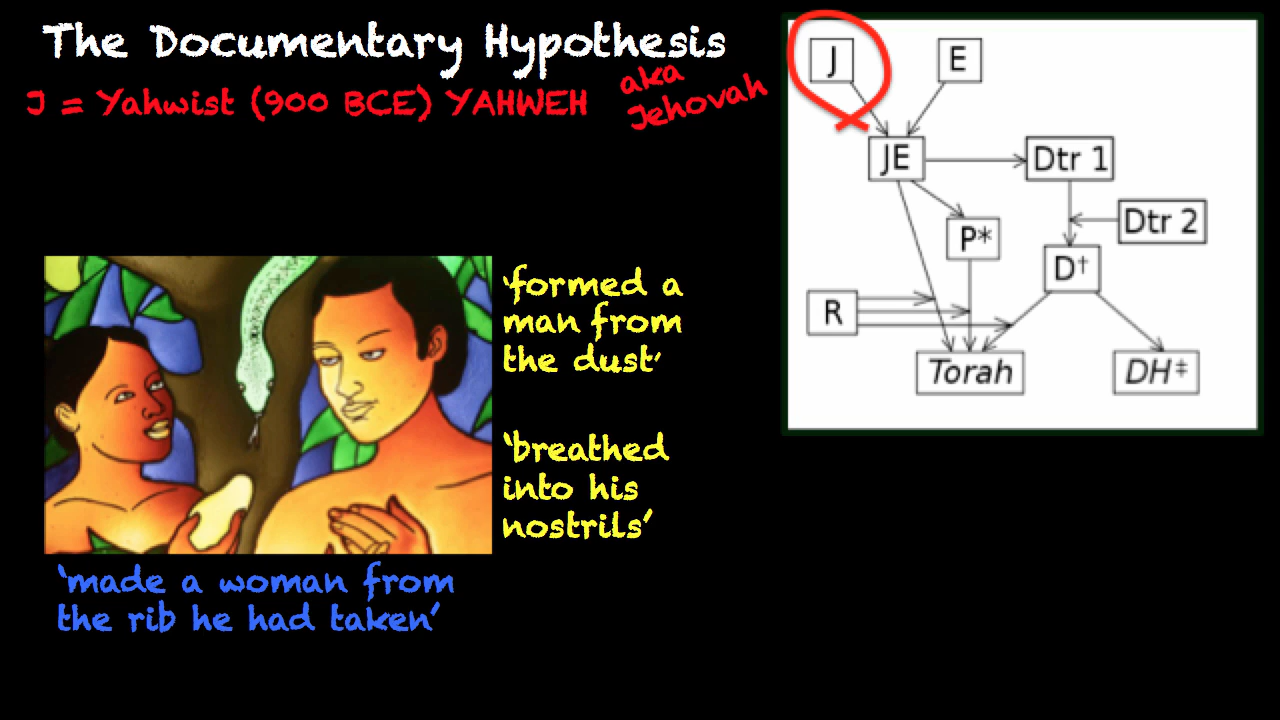 The Documentary Hypothesis
J = Yahwist (900 BCE) YAHWEH
aka
Jehovah
'formed a
man from
the dust'
'breathed
into his
nostrils'
'made a woman from
the rib he had taken'
J
E
JE
Dtr 1
Dtr 2
P*
D†
R
Torah
DH‡